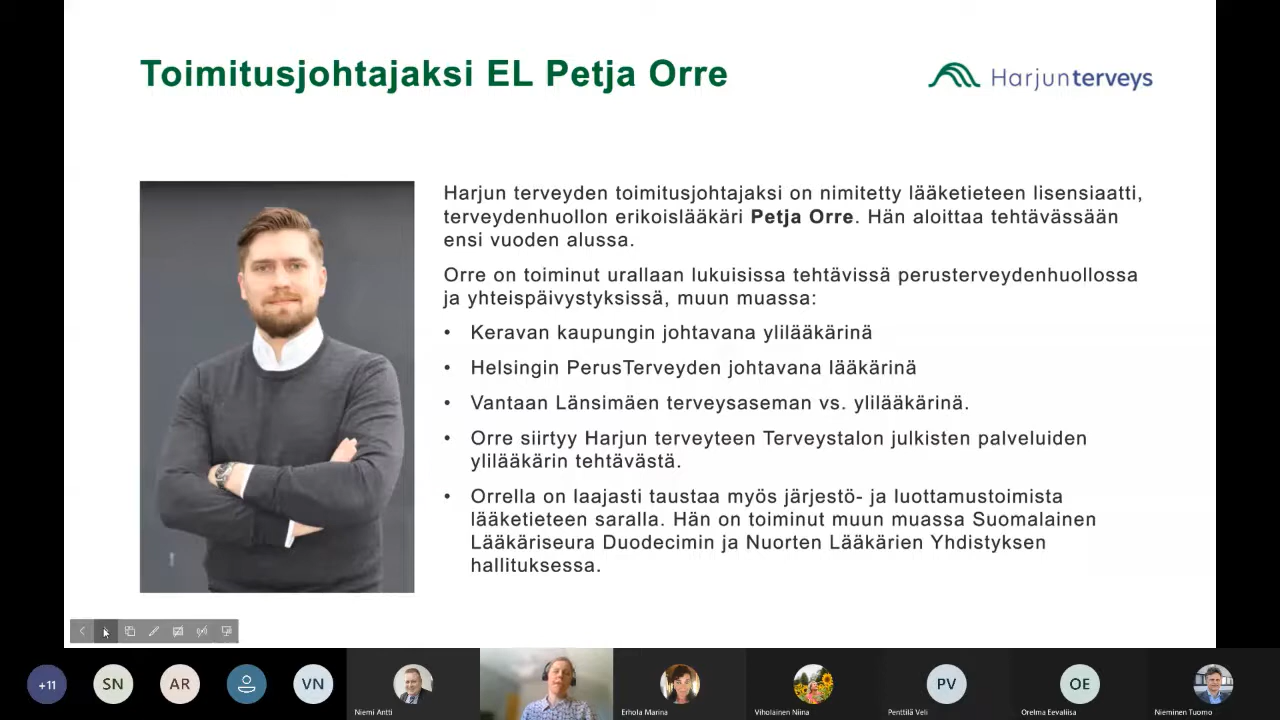 Toimitusjohtajaksi EL Petja Orre
Harjunterveys
Harjun terveyden toimitusjohtajaksi on nimitetty lääketieteen lisensiaatti,
terveydenhuollon erikoislääkäri Petja Orre. Hän aloittaa tehtävässään
ensi vuoden alussa.
Orre on toiminut urallaan lukuisissa tehtävissä perusterveydenhuollossa
ja yhteispäivystyksissä, muun muassa:
• Keravan kaupungin johtavana ylilääkärinä
• Helsingin PerusTerveyden johtavana lääkärinä
• Vantaan Länsimäen terveysaseman vs. ylilääkärinä.
• Orre siirtyy Harjun terveyteen Terveystalon julkisten palveluiden
ylilääkärin tehtävästä.
• Orrella on laajasti taustaa myös järjestö- ja luottamustoimista
lääketieteen saralla. Hän on toiminut muun muassa Suomalainen
Lääkäriseura Duodecimin ja Nuorten Lääkärien Yhdistyksen
hallituksessa.
+11
SN
AR
VN
Niemi Antti
Erhola Marina
Viholainen Niina
PV
Penttilä Veli
OE
Orelma Eevaliisa
Nieminen Tuomo